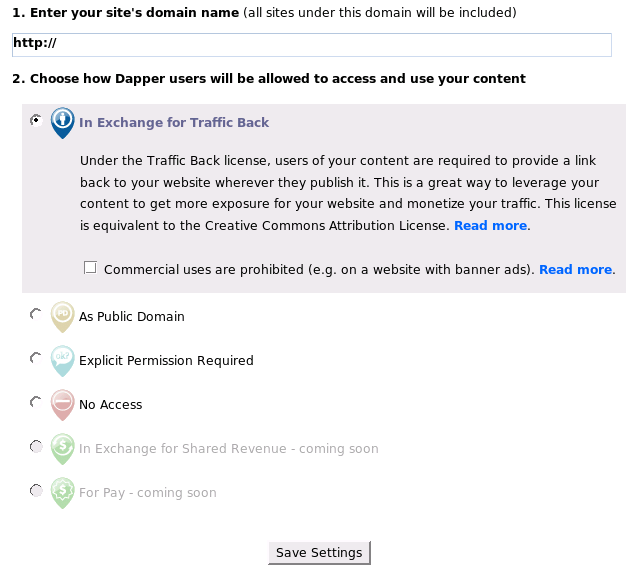 1. Enter your site's domain name (all sites under this domain will be included)
http://
2. Choose how Dapper users will be allowed to access and use your content
In Exchange for Traffic Back
Under the Traffic Back license, users of your content are required to provide a link
back to your website wherever they publish it. This is a great way to leverage your
content to get more exposure for your website and monetize your traffic. This license
is equivalent to the Creative Commons Attribution License. Read more.
Commercial uses are prohibited (e.g. on a website with banner ads). Read more.
PD As Public Domain
ok? Explicit Permission Required
No Access
$ In Exchange for Shared Revenue - coming soon
$ For Pay - coming soon
Save Settings